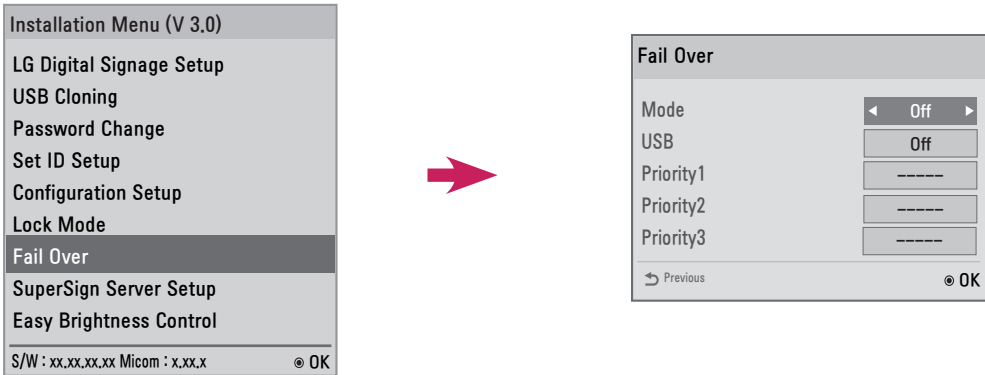 Installation Menu (V 3.0)
LG Digital Signage Setup
USB Cloning
Password Change
Set ID Setup
Configuration Setup
Lock Mode
Fail Over
SuperSign Server Setup
Easy Brightness Control
S/W : xx.xx.xx.xx Micom : x.xx.x ◉ OK
Fail Over
Mode ◀ Off ▶
USB Off
Priority1 -----
Priority2 -----
Priority3 -----
Previous ◉ OK